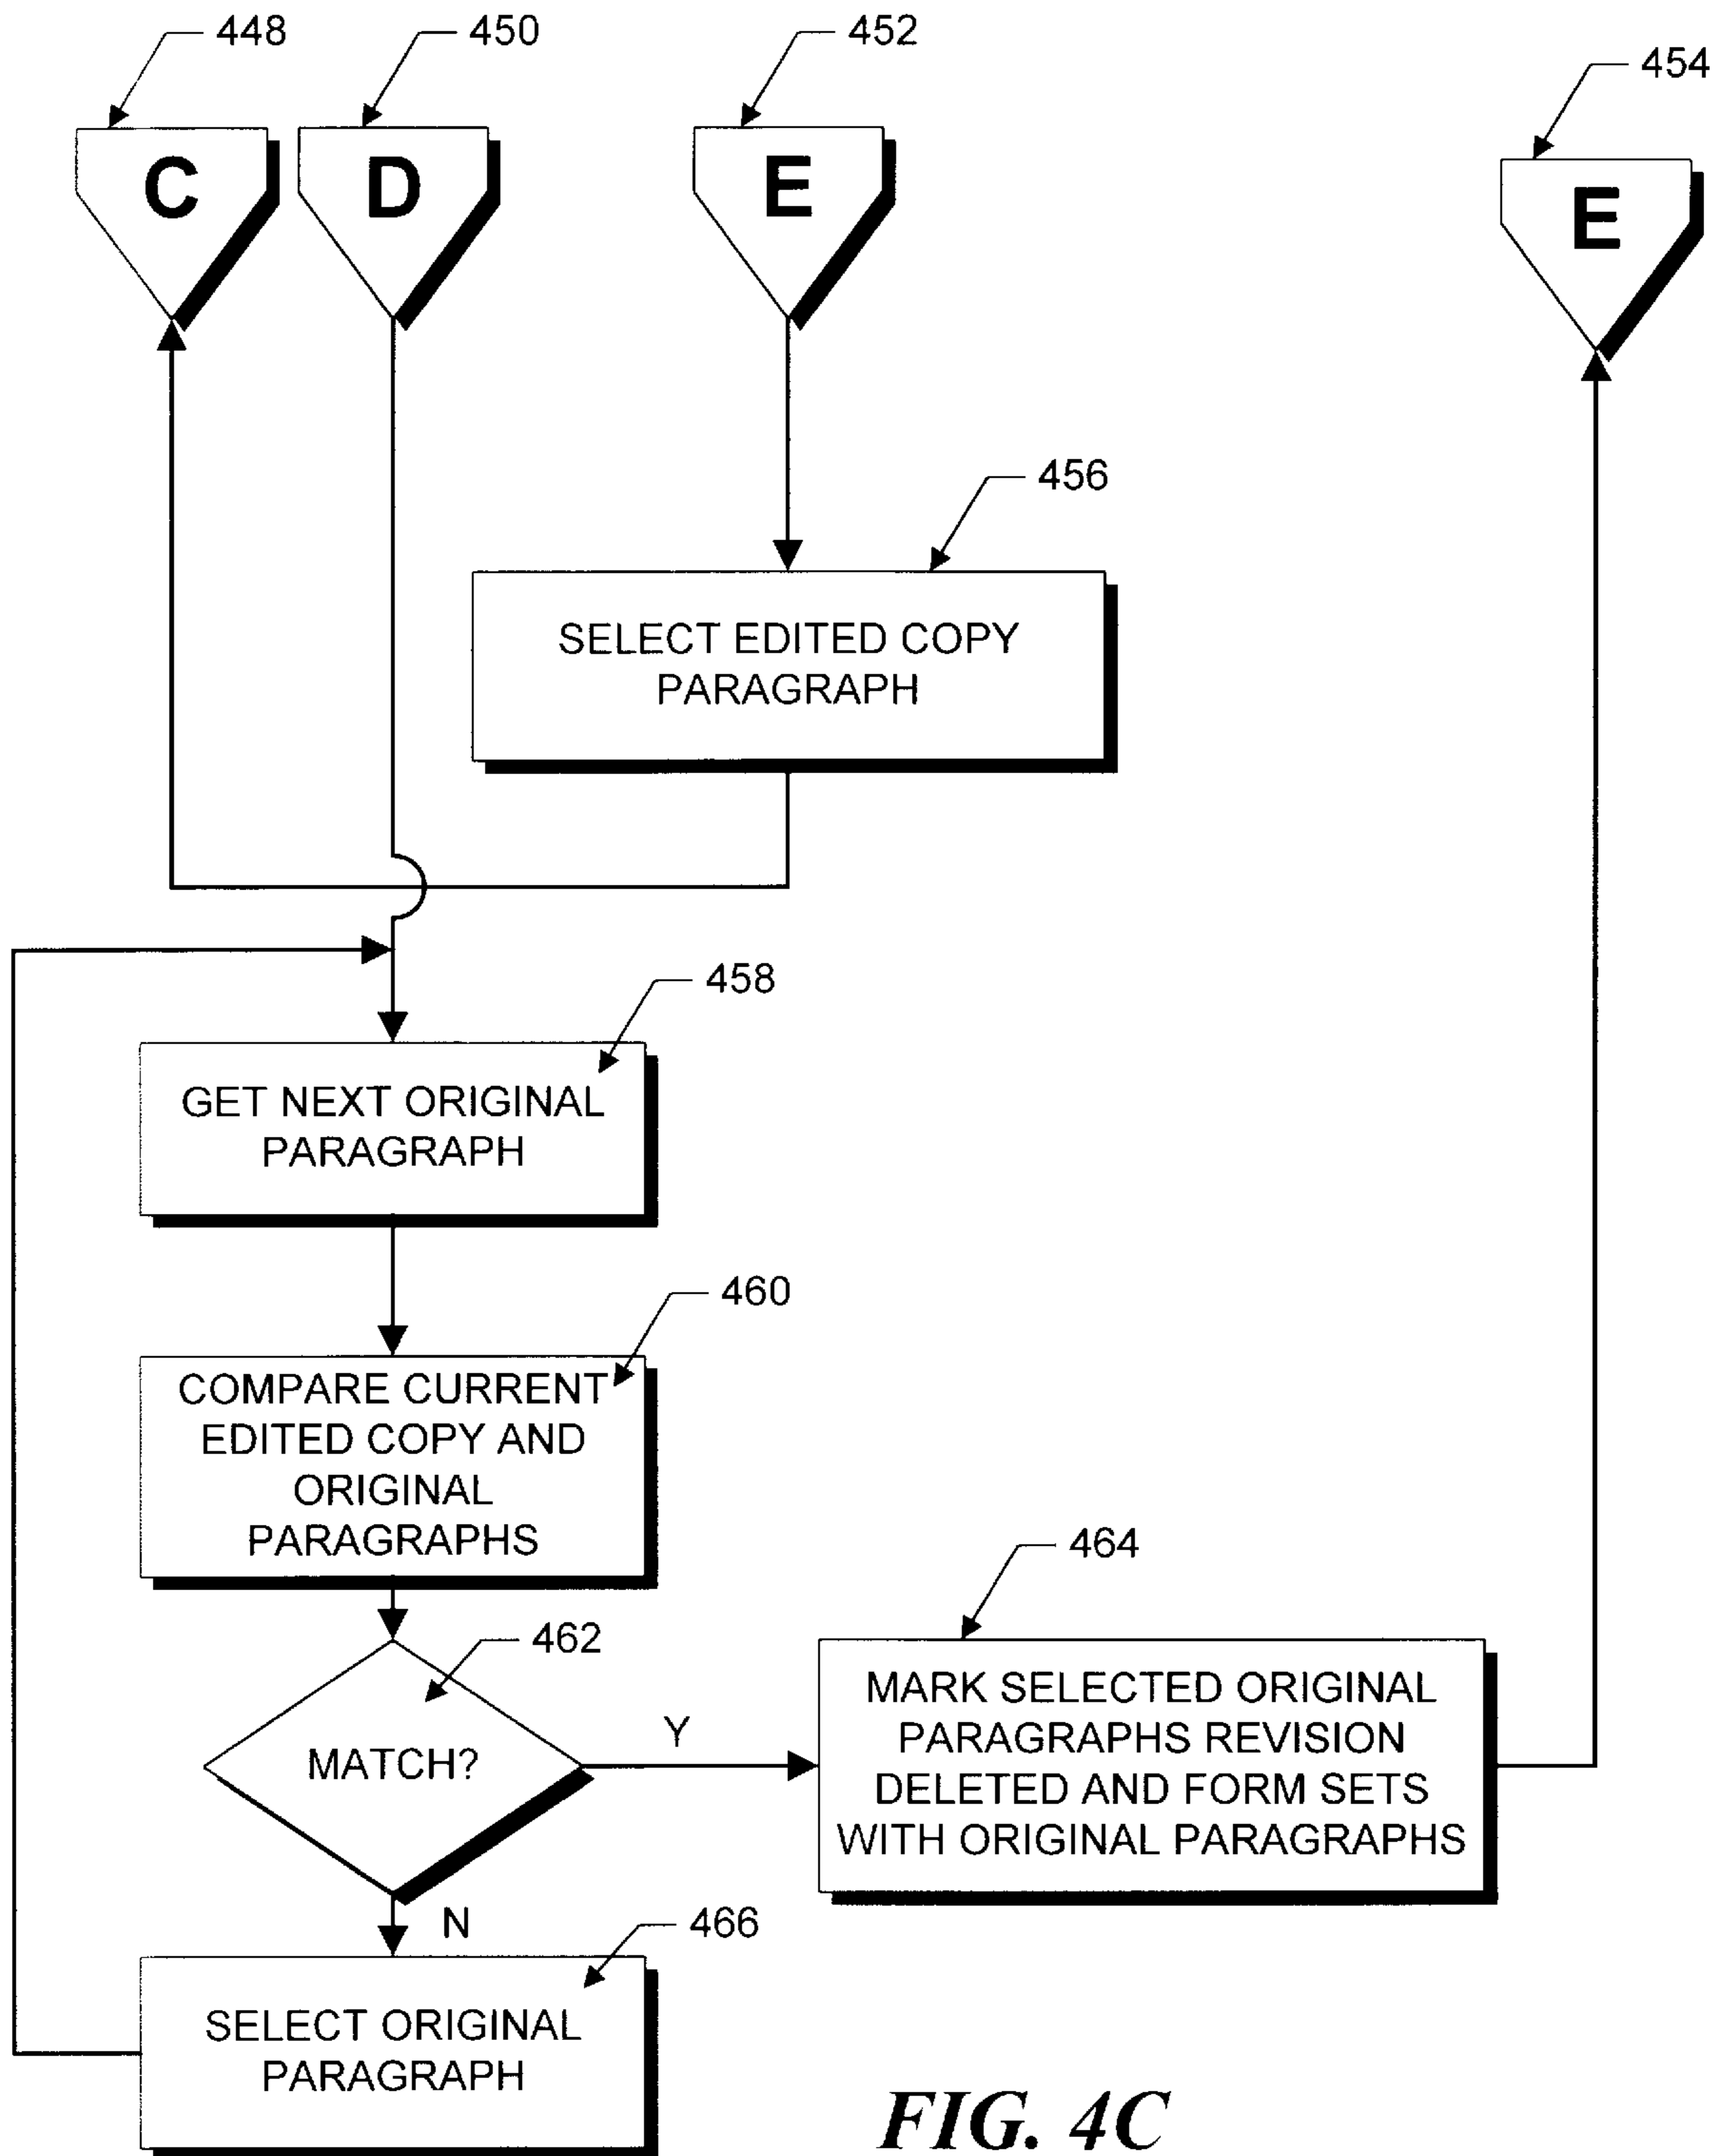 448
450
452
454
C
D
E
E
456
SELECT EDITED COPY
PARAGRAPH
458
GET NEXT ORIGINAL
PARAGRAPH
460
COMPARE CURRENT
EDITED COPY AND
ORIGINAL
PARAGRAPHS
462
MATCH?
Y
464
MARK SELECTED ORIGINAL
PARAGRAPHS REVISION
DELETED AND FORM SETS
WITH ORIGINAL PARAGRAPHS
N
466
SELECT ORIGINAL
PARAGRAPH
FIG. 4C